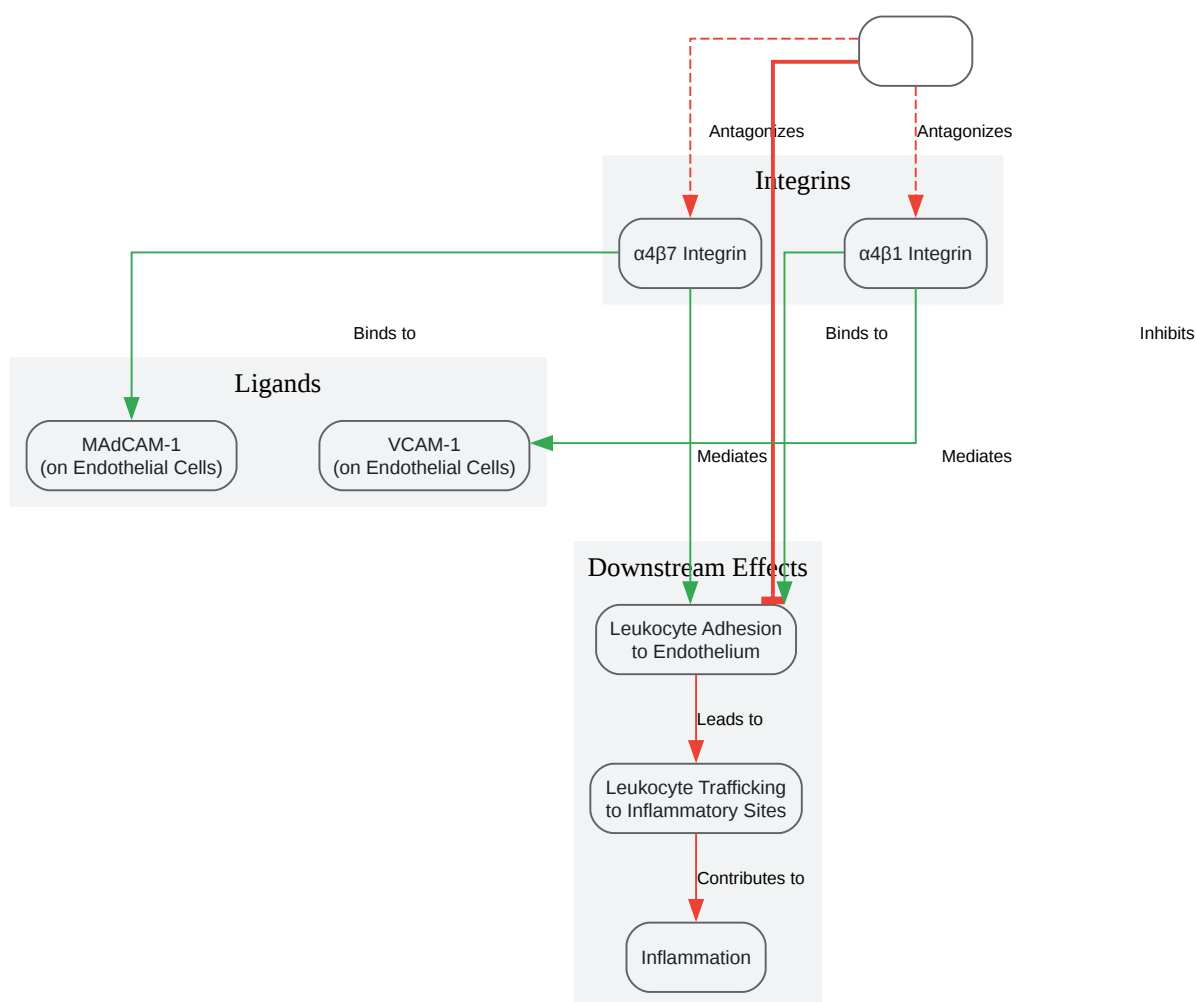 Antagonizes
Antagonizes
Integrins
α4β7 Integrin
α4β1 Integrin
Binds to
Binds to
Inhibits
Ligands
MAdCAM-1
(on Endothelial Cells)
VCAM-1
(on Endothelial Cells)
Mediates
Mediates
Downstream Effects
Leukocyte Adhesion
to Endothelium
Leads to
Leukocyte Trafficking
to Inflammatory Sites
Contributes to
Inflammation